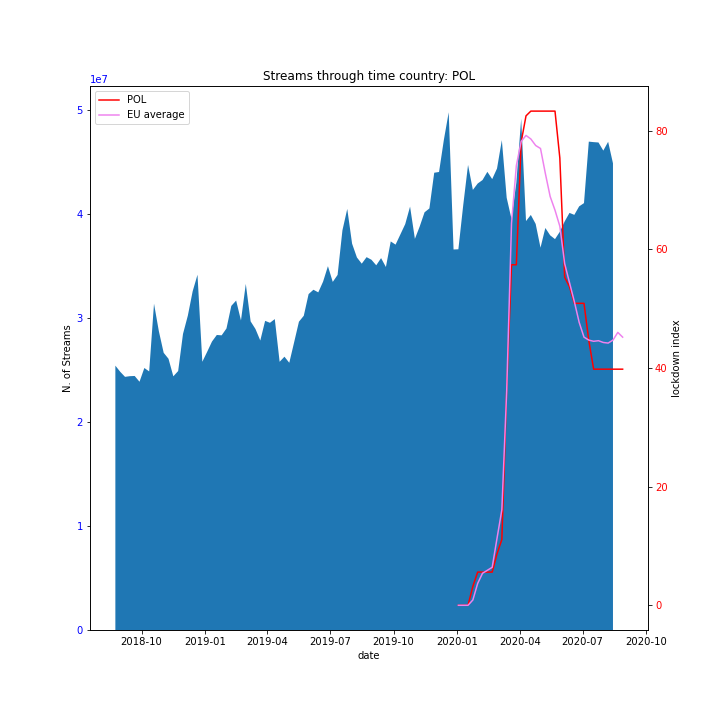 Streams through time country: POL
1e7
POL
EU average
5
4
3
2
1
0
N. of Streams
80
60
40
20
0
lockdown index
2018-10 2019-01 2019-04 2019-07 2019-10 2020-01 2020-04 2020-07 2020-10
date